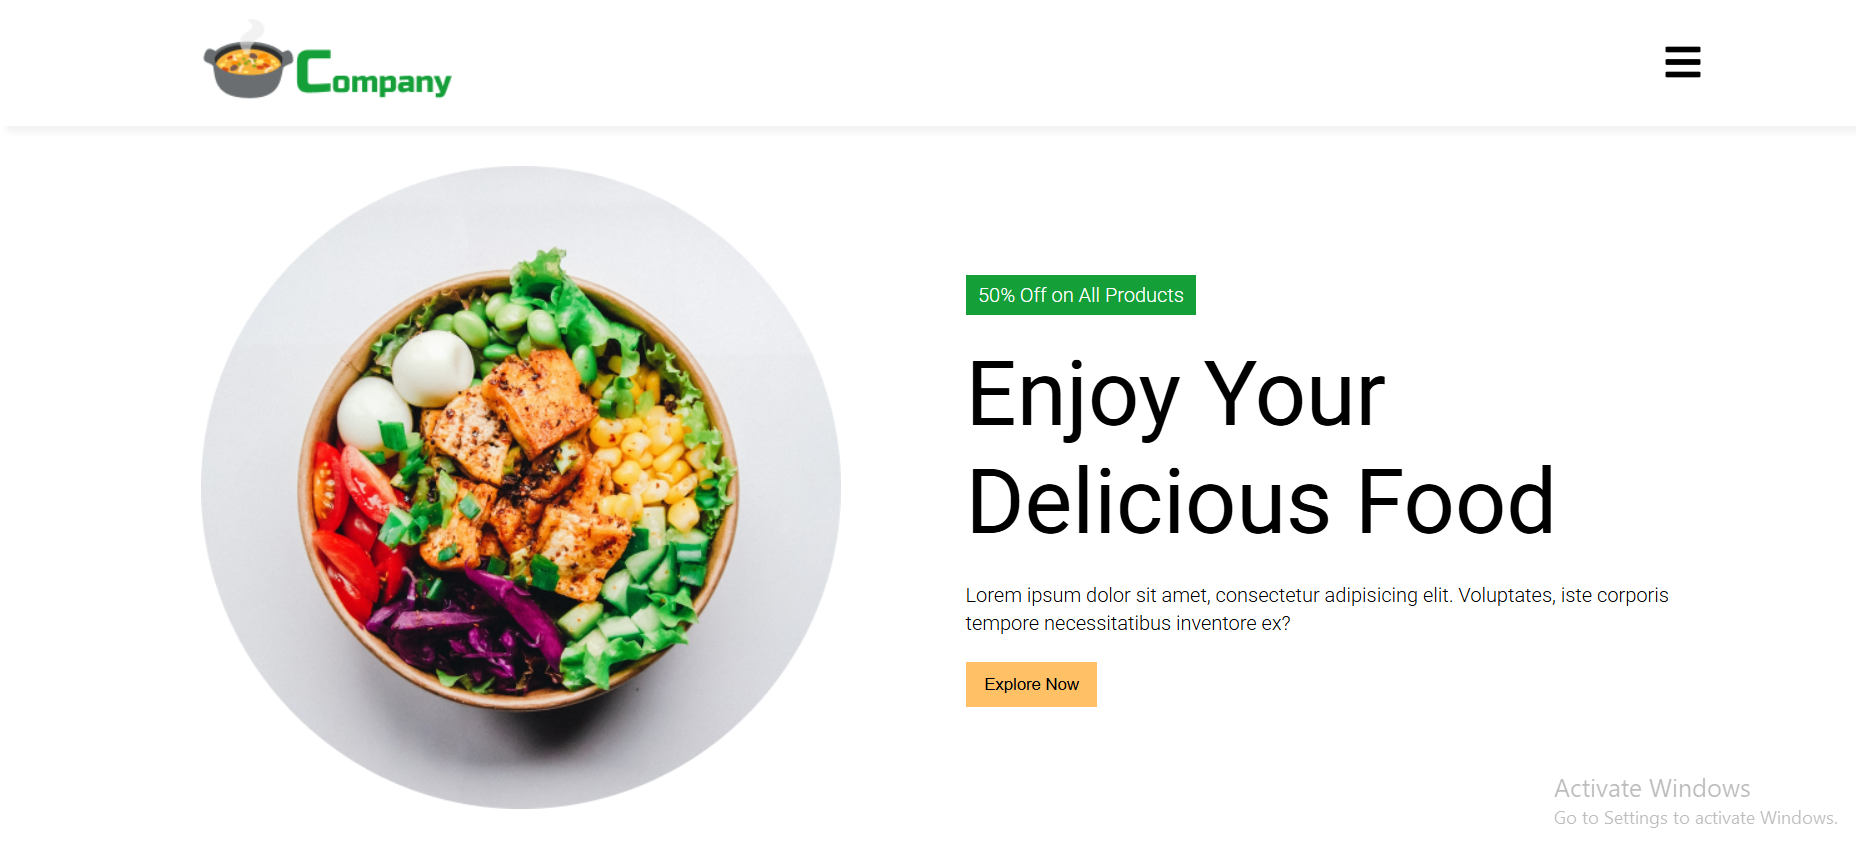 Company
50% Off on All Products
Enjoy Your
Delicious Food
Lorem ipsum dolor sit amet, consectetur adipisicing elit. Voluptates, iste corporis
tempore necessitatibus inventore ex?
Explore Now
Activate Windows
Go to Settings to activate Windows.